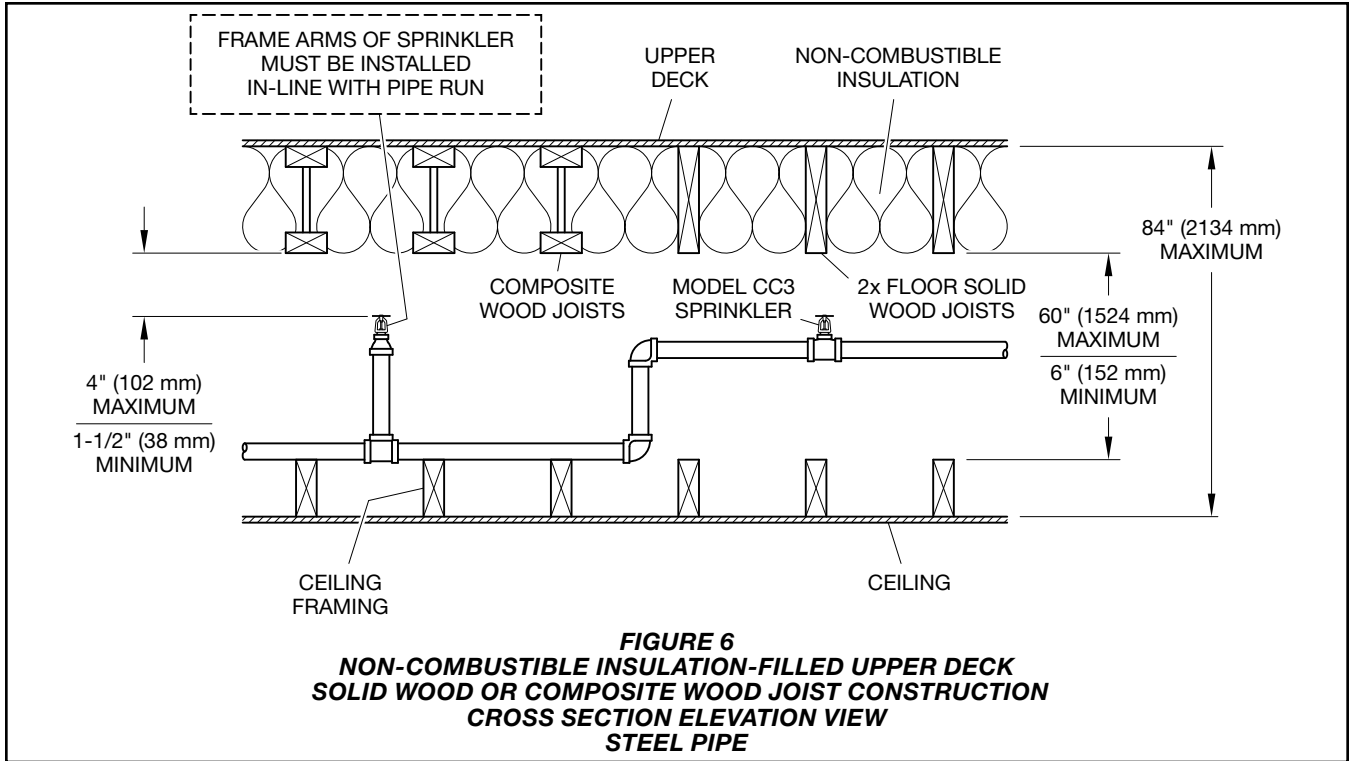 FRAME ARMS OF SPRINKLER
MUST BE INSTALLED
IN-LINE WITH PIPE RUN
UPPER
DECK
NON-COMBUSTIBLE
INSULATION
84" (2134 mm)
MAXIMUM
COMPOSITE
WOOD JOISTS
MODEL CC3
SPRINKLER
2x FLOOR SOLID
WOOD JOISTS
60" (1524 mm)
MAXIMUM
6" (152 mm)
MINIMUM
4" (102 mm)
MAXIMUM
1-1/2" (38 mm)
MINIMUM
CEILING
FRAMING
CEILING
FIGURE 6
NON-COMBUSTIBLE INSULATION-FILLED UPPER DECK
SOLID WOOD OR COMPOSITE WOOD JOIST CONSTRUCTION
CROSS SECTION ELEVATION VIEW
STEEL PIPE